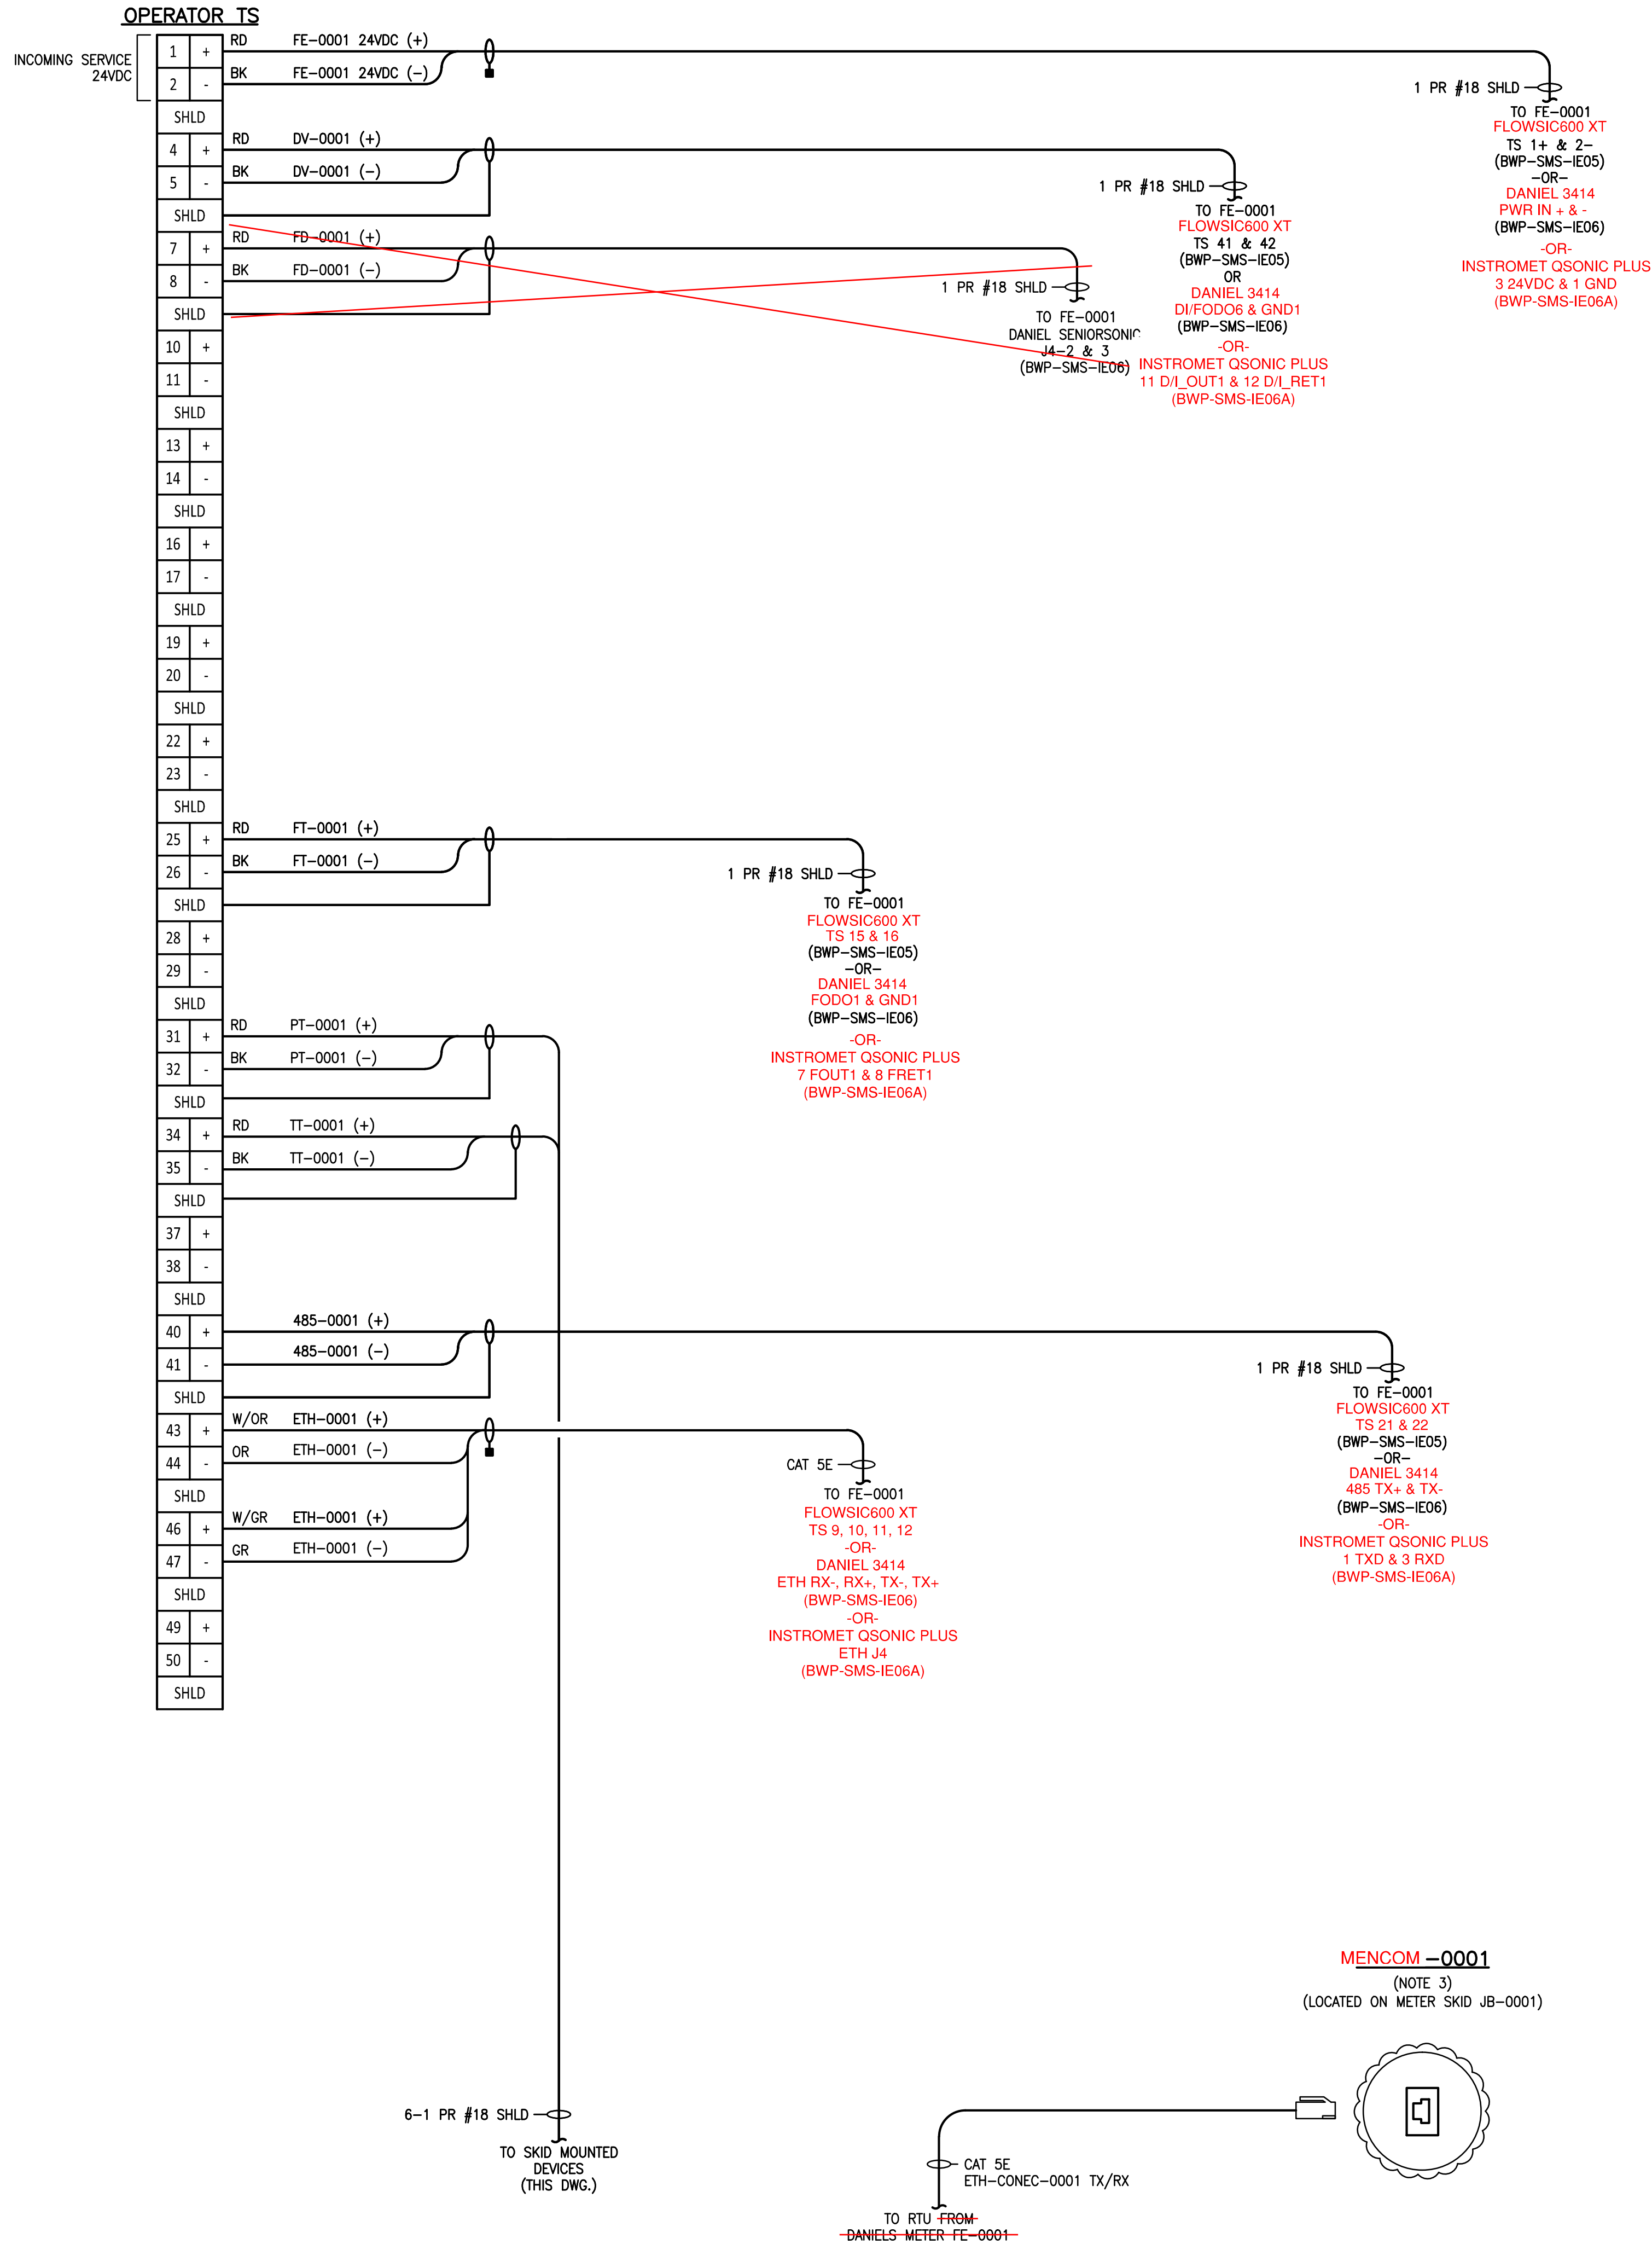 OPERATOR TS
INCOMING SERVICE
24VDC
1 + RD FE-0001 24VDC (+)
2 - BK FE-0001 24VDC (-)
SHLD
4 + RD DV-0001 (+)
5 - BK DV-0001 (-)
SHLD
7 + RD FD-0001 (+)
8 - BK FD-0001 (-)
SHLD
10 +
11 -
SHLD
13 +
14 -
SHLD
16 +
17 -
SHLD
19 +
20 -
SHLD
22 +
23 -
SHLD
25 + RD FT-0001 (+)
26 - BK FT-0001 (-)
SHLD
28 +
29 -
SHLD
31 + RD PT-0001 (+)
32 - BK PT-0001 (-)
SHLD
34 + RD TT-0001 (+)
35 - BK TT-0001 (-)
SHLD
37 +
38 -
SHLD
40 + 485-0001 (+)
41 - 485-0001 (-)
SHLD
43 + W/OR ETH-0001 (+)
44 - OR ETH-0001 (-)
SHLD
46 + W/GR ETH-0001 (+)
47 - GR ETH-0001 (-)
SHLD
49 +
50 -
SHLD
1 PR #18 SHLD
TO FE-0001
FLOWSIC600 XT
TS 1+ & 2-
(BWP-SMS-IE05)
-OR-
DANIEL 3414
PWR IN + & -
(BWP-SMS-IE06)
-OR-
INSTROMET QSONIC PLUS
3 24VDC & 1 GND
(BWP-SMS-IE06A)
1 PR #18 SHLD
TO FE-0001
FLOWSIC600 XT
TS 41 & 42
(BWP-SMS-IE05)
OR
DANIEL 3414
DI/FODO6 & GND1
(BWP-SMS-IE06)
-OR-
INSTROMET QSONIC PLUS
11 D/I_OUT1 & 12 D/I_RET1
(BWP-SMS-IE06A)
1 PR #18 SHLD
TO FE-0001
DANIEL SENIORSONIC
J4-2 & 3
(BWP-SMS-IE06)
1 PR #18 SHLD
TO FE-0001
FLOWSIC600 XT
TS 15 & 16
(BWP-SMS-IE05)
-OR-
DANIEL 3414
FODO1 & GND1
(BWP-SMS-IE06)
-OR-
INSTROMET QSONIC PLUS
7 FOUT1 & 8 FRET1
(BWP-SMS-IE06A)
1 PR #18 SHLD
TO FE-0001
FLOWSIC600 XT
TS 21 & 22
(BWP-SMS-IE05)
-OR-
DANIEL 3414
485 TX+ & TX-
(BWP-SMS-IE06)
-OR-
INSTROMET QSONIC PLUS
1 TXD & 3 RXD
(BWP-SMS-IE06A)
CAT 5E
TO FE-0001
FLOWSIC600 XT
TS 9, 10, 11, 12
-OR-
DANIEL 3414
ETH RX-, RX+, TX-, TX+
(BWP-SMS-IE06)
-OR-
INSTROMET QSONIC PLUS
ETH J4
(BWP-SMS-IE06A)
MENCOM -0001
(NOTE 3)
(LOCATED ON METER SKID JB-0001)
6-1 PR #18 SHLD
TO SKID MOUNTED
DEVICES
(THIS DWG.)
CAT 5E
ETH-CONEC-0001 TX/RX
TO RTU FROM
DANIELS METER FE-0001